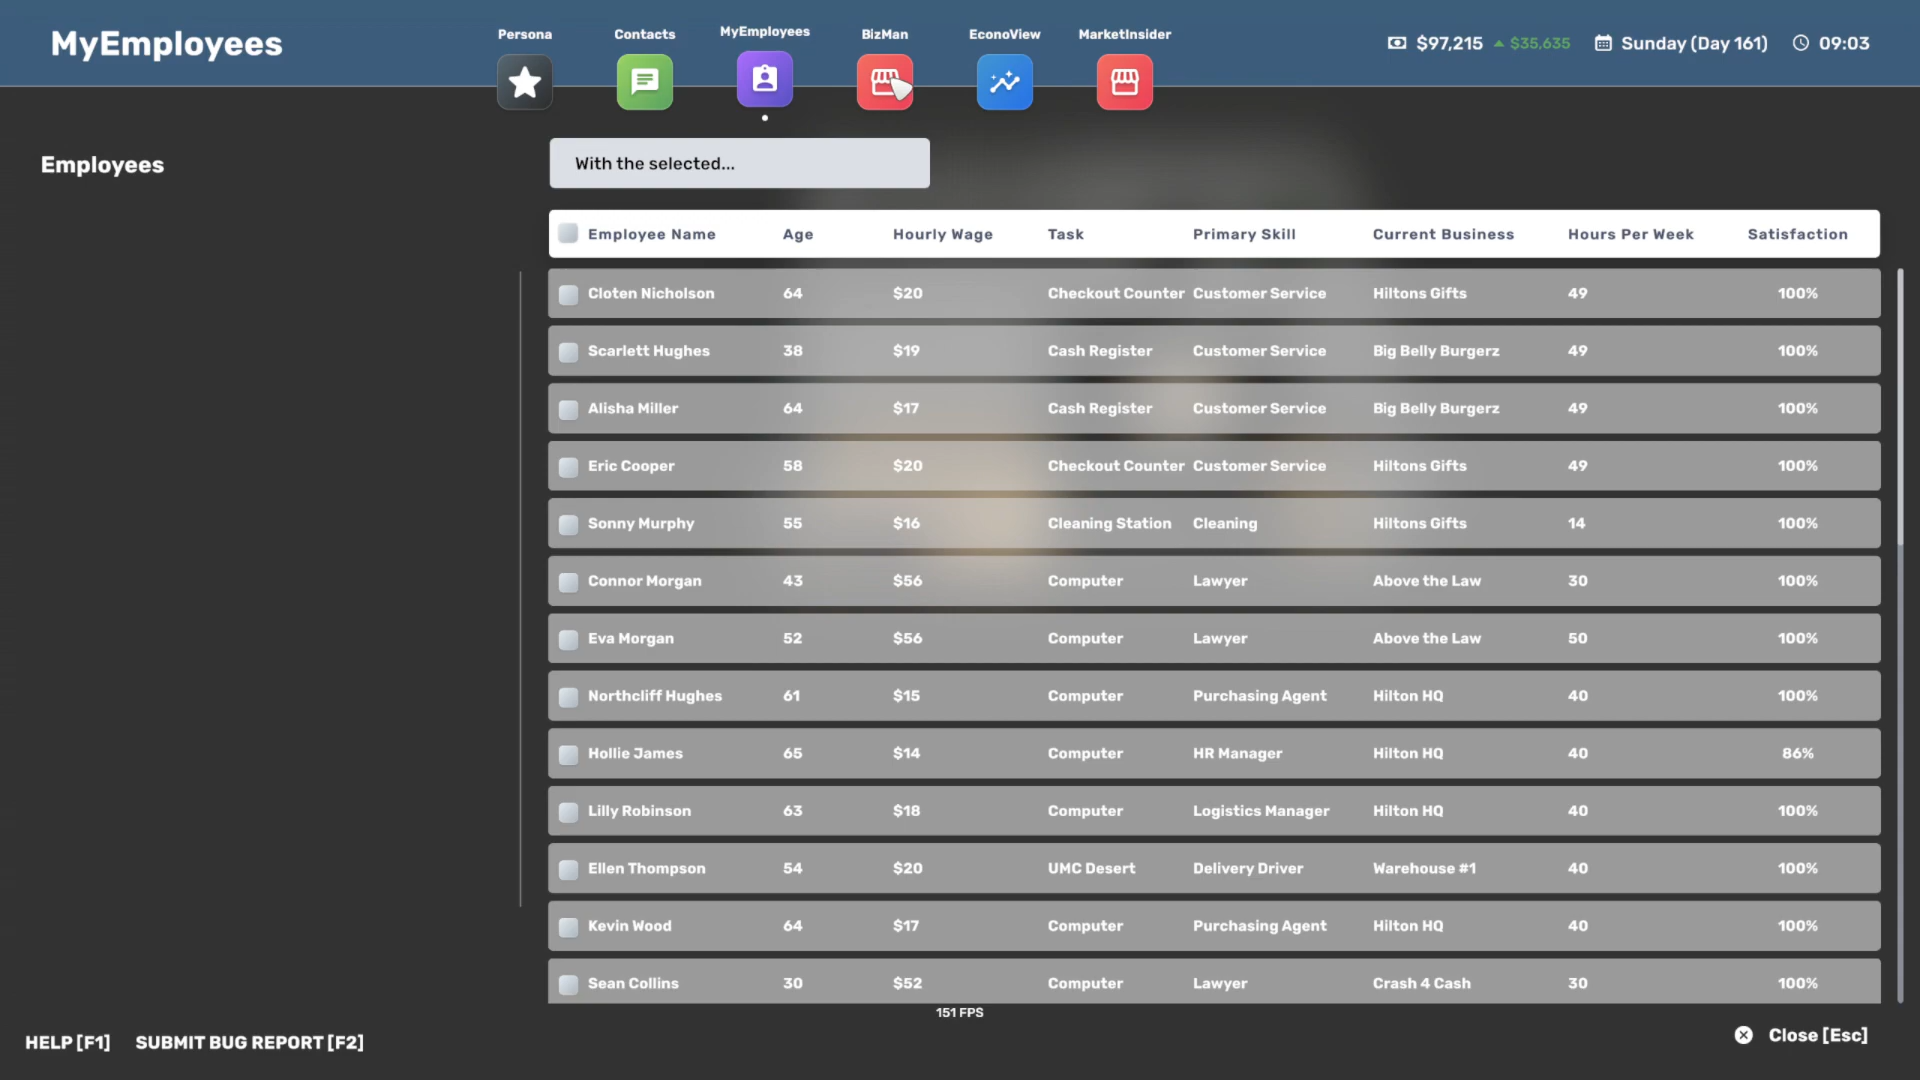 MyEmployees
Persona
Contacts
MyEmployees
BizMan
EconoView
MarketInsider
$97,215 $35,635 Sunday (Day 161) 09:03
Employees
With the selected...
Employee Name Age Hourly Wage Task Primary Skill Current Business Hours Per Week Satisfaction
Cloten Nicholson 64 $20 Checkout Counter Customer Service Hiltons Gifts 49 100%
Scarlett Hughes 38 $19 Cash Register Customer Service Big Belly Burgerz 49 100%
Alisha Miller 64 $17 Cash Register Customer Service Big Belly Burgerz 49 100%
Eric Cooper 58 $20 Checkout Counter Customer Service Hiltons Gifts 49 100%
Sonny Murphy 55 $16 Cleaning Station Cleaning Hiltons Gifts 14 100%
Connor Morgan 43 $56 Computer Lawyer Above the Law 30 100%
Eva Morgan 52 $56 Computer Lawyer Above the Law 50 100%
Northcliff Hughes 61 $15 Computer Purchasing Agent Hilton HQ 40 100%
Hollie James 65 $14 Computer HR Manager Hilton HQ 40 86%
Lilly Robinson 63 $18 Computer Logistics Manager Hilton HQ 40 100%
Ellen Thompson 54 $20 UMC Desert Delivery Driver Warehouse #1 40 100%
Kevin Wood 64 $17 Computer Purchasing Agent Hilton HQ 40 100%
Sean Collins 30 $52 Computer Lawyer Crash 4 Cash 30 100%
151 FPS
HELP [F1] SUBMIT BUG REPORT [F2]
Close [Esc]